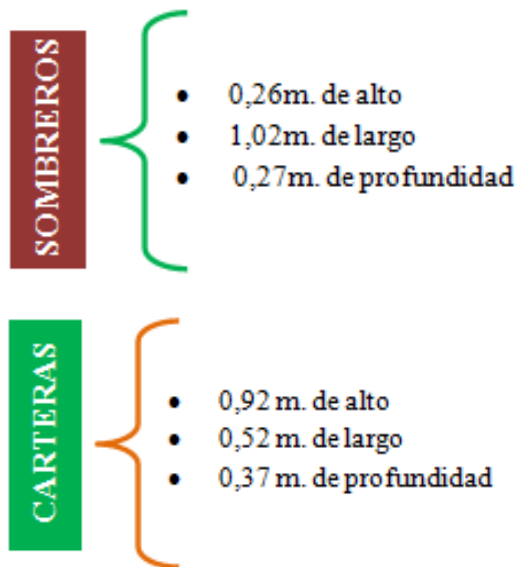 SOMBREROS
• 0,26m. de alto
• 1,02m. de largo
• 0,27m. de profundidad
CARTERAS
• 0,92 m. de alto
• 0,52 m. de largo
• 0,37 m. de profundidad